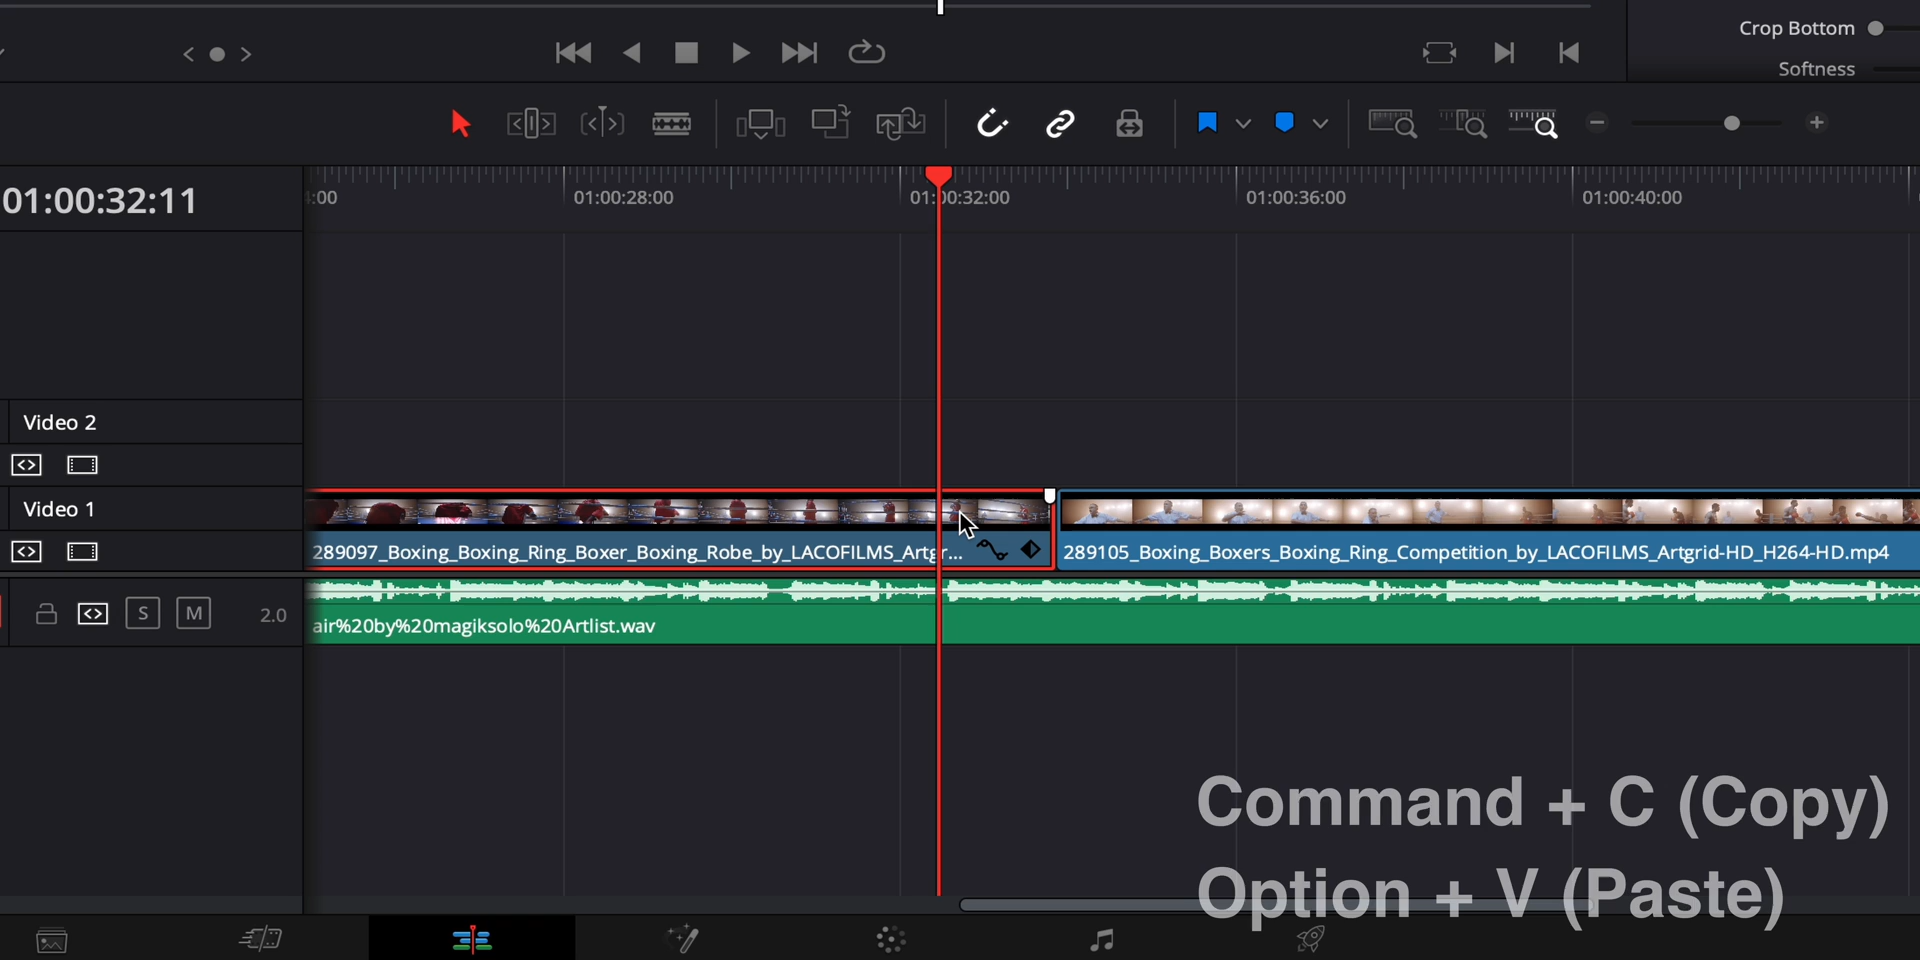 Crop Bottom
Softness
01:00:32:11
:00
01:00:28:00
01:00:32:00
01:00:36:00
01:00:40:00
Video 2
Video 1
289097_Boxing_Boxing_Ring_Boxer_Boxing_Robe_by_LACOFILMS_Artgr...
289105_Boxing_Boxers_Boxing_Ring_Competition_by_LACOFILMS_Artgrid-HD_H264-HD.mp4
S M 2.0
air%20by%20magiksolo%20Artlist.wav
Command + C (Copy)
Option + V (Paste)